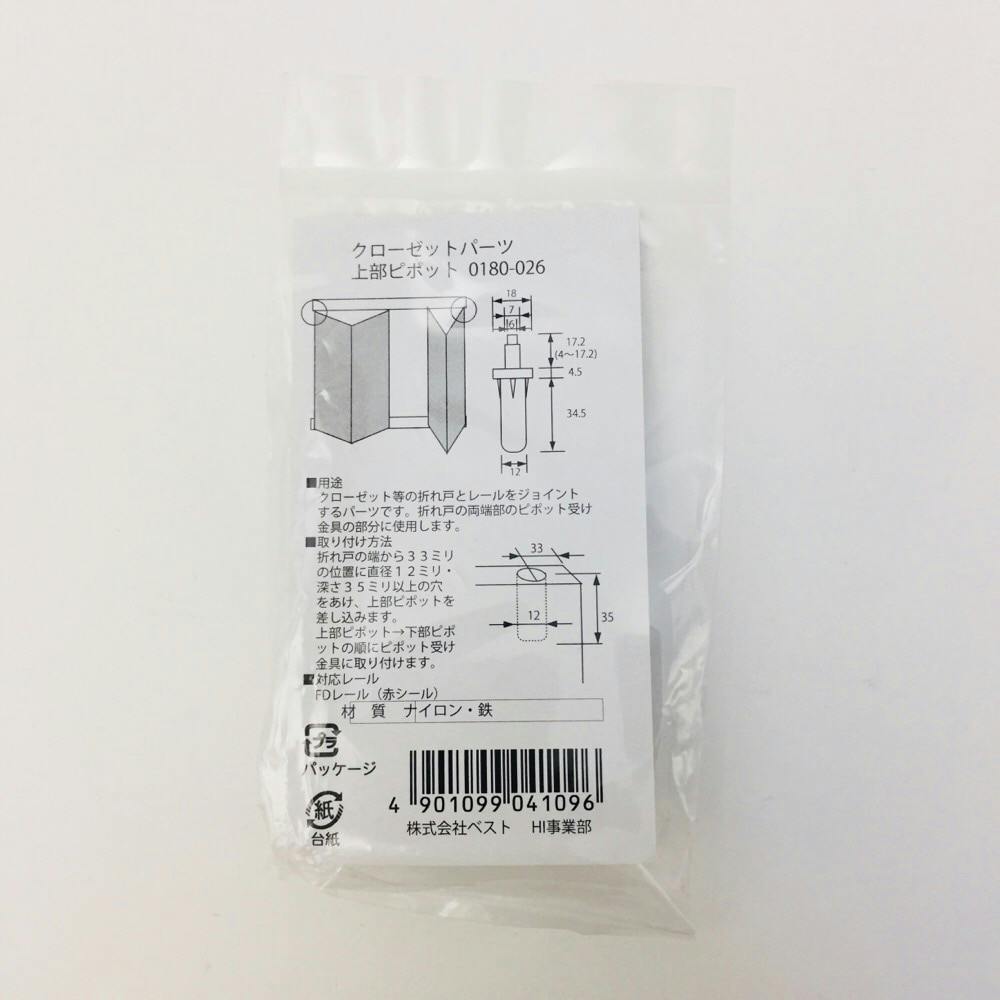 クローゼットパーツ
上部ピボット 0180-026
18
7
6
17.2
(4〜17.2)
4.5
34.5
12
■用途
クローゼット等の折れ戸とレールをジョイント
するパーツです。折れ戸の両端部のピボット受け
金具の部分に使用します。
■取り付け方法
折れ戸の端から33ミリ
の位置に直径12ミリ・
深さ35ミリ以上の穴
をあけ、上部ピボットを
差し込みます。
上部ピボット→下部ピボ
ットの順にピボット受け
金具に取り付けます。
33
12
35
■対応レール
FDレール（赤シール）
材 質 ナイロン・鉄
プラ
パッケージ
紙
台紙
4 901099 041096
株式会社ベスト HI事業部